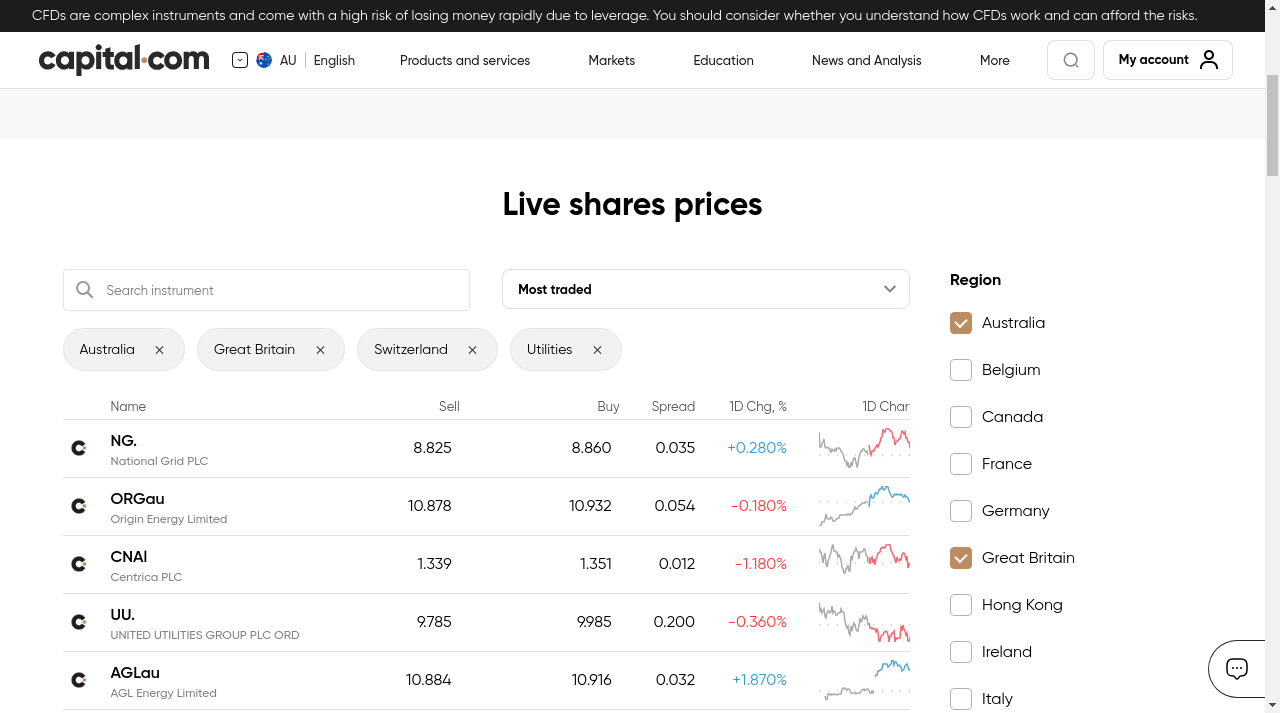 CFDs are complex instruments and come with a high risk of losing money rapidly due to leverage. You should consider whether you understand how CFDs work and can afford the risks.
capital.com AU English Products and services Markets Education News and Analysis More My account
Live shares prices
Search instrument
Most traded
Australia Great Britain Switzerland Utilities
Name Sell Buy Spread 1D Chg, % 1D Char
NG. 8.825 8.860 0.035 +0.280%
National Grid PLC
ORGau 10.878 10.932 0.054 -0.180%
Origin Energy Limited
CNAl 1.339 1.351 0.012 -1.180%
Centrica PLC
UU. 9.785 9.985 0.200 -0.360%
UNITED UTILITIES GROUP PLC ORD
AGLau 10.884 10.916 0.032 +1.870%
AGL Energy Limited
Region
Australia
Belgium
Canada
France
Germany
Great Britain
Hong Kong
Ireland
Italy